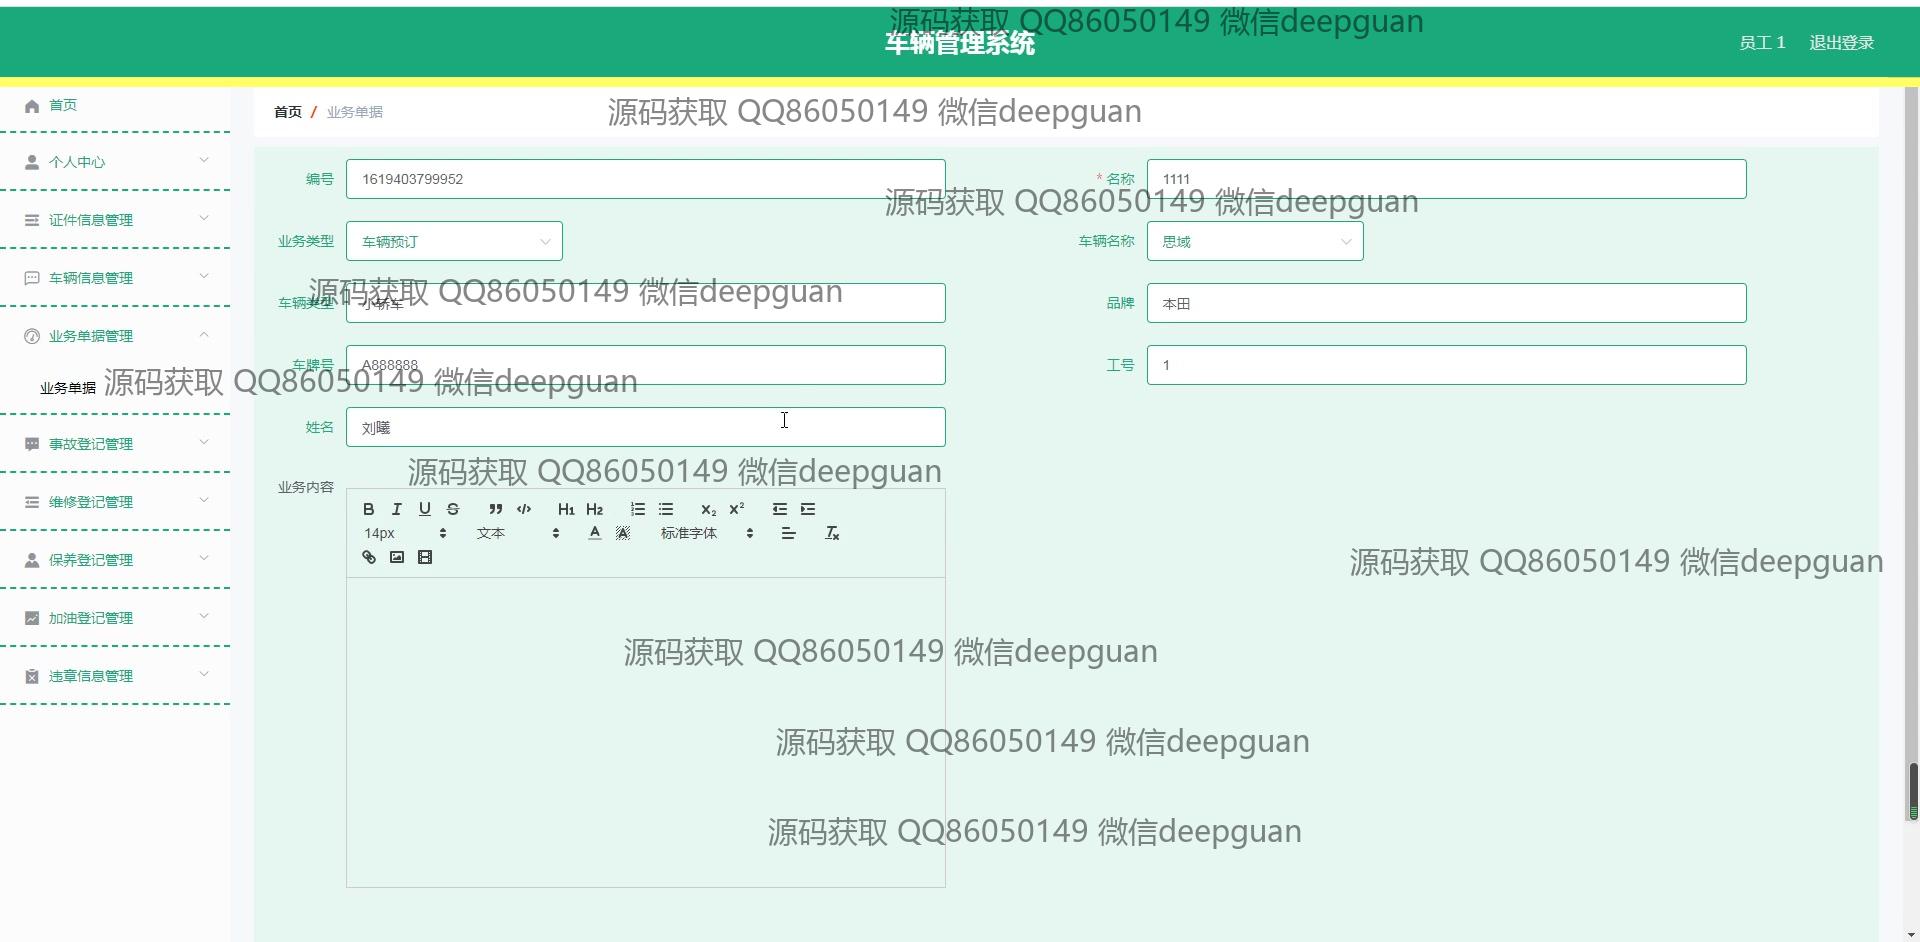 源码获取 QQ86050149 微信deepguan
车辆管理系统
员工 1 退出登录
首页
首页 / 业务单据
源码获取 QQ86050149 微信deepguan
个人中心
编号 1619403799952
* 名称 1111
源码获取 QQ86050149 微信deepguan
证件信息管理
业务类型 车辆预订
车辆名称 思域
车辆信息管理
源码获取 QQ86050149 微信deepguan
车辆类型 小轿车
品牌 本田
业务单据管理
车牌号 A888888
工号 1
业务单据
源码获取 QQ86050149 微信deepguan
姓名 刘曦
事故登记管理
源码获取 QQ86050149 微信deepguan
业务内容
维修登记管理
B I U S H1 H2 X2 X2
14px 文本 A A 标准字体 Tx
保养登记管理
源码获取 QQ86050149 微信deepguan
加油登记管理
源码获取 QQ86050149 微信deepguan
违章信息管理
源码获取 QQ86050149 微信deepguan
源码获取 QQ86050149 微信deepguan